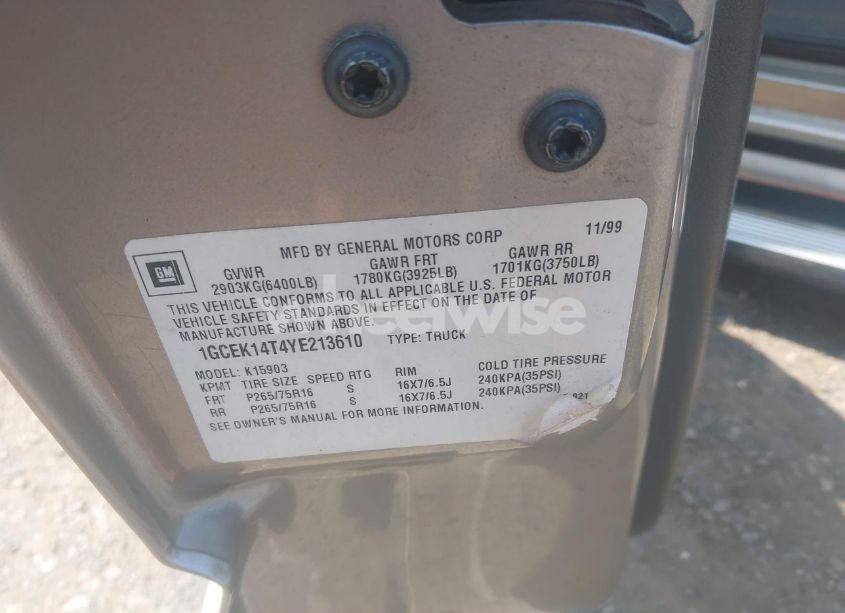 MFD BY GENERAL MOTORS CORP 11/99
GM
GVWR GAWR FRT GAWR RR
2903KG(6400LB) 1780KG(3925LB) 1701KG(3750LB)
THIS VEHICLE CONFORMS TO ALL APPLICABLE U.S. FEDERAL MOTOR
VEHICLE SAFETY STANDARDS IN EFFECT ON THE DATE OF
MANUFACTURE SHOWN ABOVE.
1GCEK14T4YE213610 TYPE: TRUCK
MODEL: K15903
KPMT TIRE SIZE SPEED RTG RIM COLD TIRE PRESSURE
FRT P265/75R16 S 16X7/6.5J 240KPA(35PSI)
RR P265/75R16 S 16X7/6.5J 240KPA(35PSI)
SEE OWNER'S MANUAL FOR MORE INFORMATION.